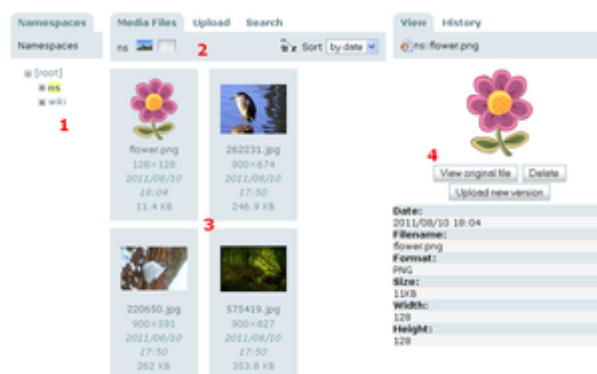 Namespaces
Namespaces
[root]
ns
wiki
1
Media Files Upload Search
ns 2 Sort by date
flower.png
128×128
2011/08/10
18:04
11.4 KB
262231.jpg
900×674
2011/08/10
17:50
246.9 KB
3
220650.jpg
900×591
2011/08/10
17:50
262 KB
575419.jpg
900×627
2011/08/10
17:50
353.8 KB
View History
ns:flower.png
4
View original file Delete
Upload new version
Date:
2011/08/10 18:04
Filename:
flower.png
Format:
PNG
Size:
11KB
Width:
128
Height:
128